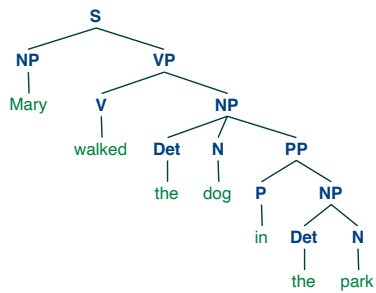 S
NP VP
Mary V NP
walked Det N PP
the dog P NP
in Det N
the park